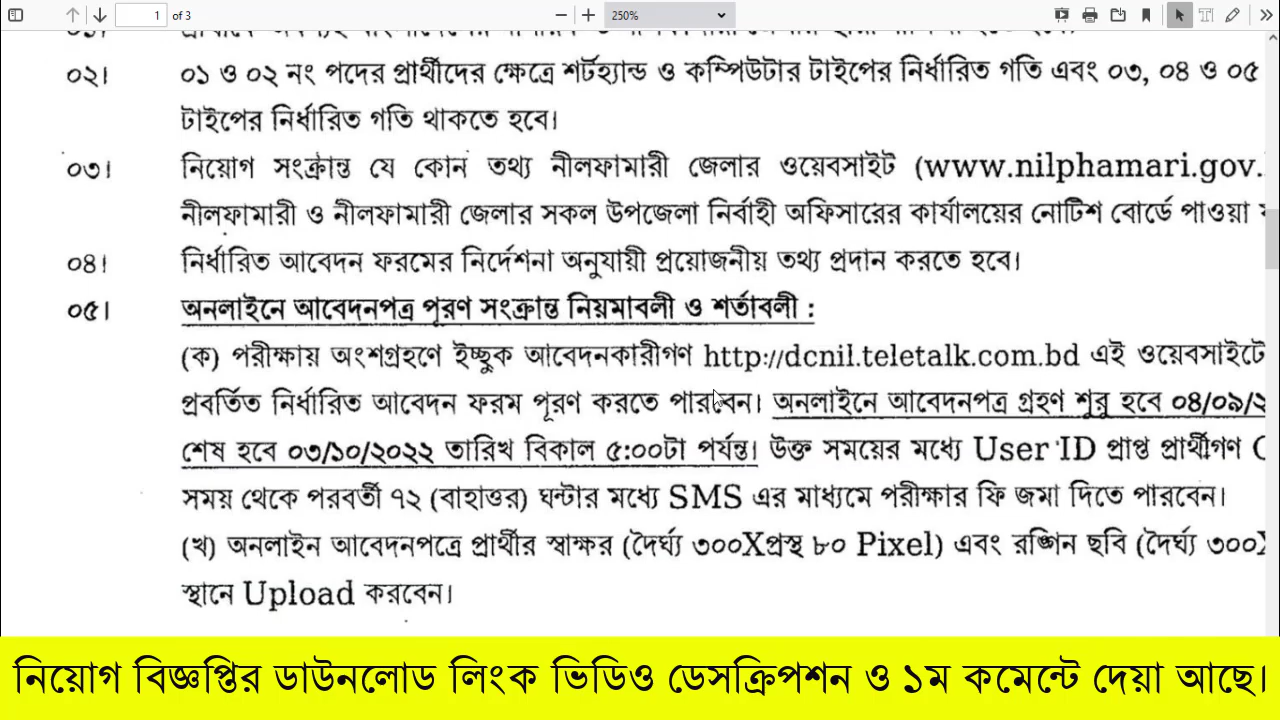 1 of 3 250%
০২। ০১ ও ০২ নং পদের প্রার্থীদের ক্ষেত্রে শর্টহ্যান্ড ও কম্পিউটার টাইপের নির্ধারিত গতি এবং ০৩, ০৪ ও ০৫
টাইপের নির্ধারিত গতি থাকতে হবে।
০৩। নিয়োগ সংক্রান্ত যে কোন তথ্য নীলফামারী জেলার ওয়েবসাইট (www.nilphamari.gov.
নীলফামারী ও নীলফামারী জেলার সকল উপজেলা নির্বাহী অফিসারের কার্যালয়ের নোটিশ বোর্ডে পাওয়া
০৪। নির্ধারিত আবেদন ফরমের নির্দেশনা অনুযায়ী প্রয়োজনীয় তথ্য প্রদান করতে হবে।
০৫। অনলাইনে আবেদনপত্র পূরণ সংক্রান্ত নিয়মাবলী ও শর্তাবলী :
(ক) পরীক্ষায় অংশগ্রহণে ইচ্ছুক আবেদনকারীগণ http://dcnil.teletalk.com.bd এই ওয়েবসাইটে
প্রবর্তিত নির্ধারিত আবেদন ফরম পূরণ করতে পারবেন। অনলাইনে আবেদনপত্র গ্রহণ শুরু হবে ০৪/০৯/২
শেষ হবে ০৩/১০/২০২২ তারিখ বিকাল ৫:০০টা পর্যন্ত। উক্ত সময়ের মধ্যে User ID প্রাপ্ত প্রার্থীগণ
সময় থেকে পরবর্তী ৭২ (বাহাত্তর) ঘন্টার মধ্যে SMS এর মাধ্যমে পরীক্ষার ফি জমা দিতে পারবেন।
(খ) অনলাইন আবেদনপত্রে প্রার্থীর স্বাক্ষর (দৈর্ঘ্য ৩০০Xপ্রস্থ ৮০ Pixel) এবং রঙ্গিন ছবি (দৈর্ঘ্য ৩০০X
স্থানে Upload করবেন।
নিয়োগ বিজ্ঞপ্তির ডাউনলোড লিংক ভিডিও ডেসক্রিপশন ও ১ম কমেন্টে দেয়া আছে।